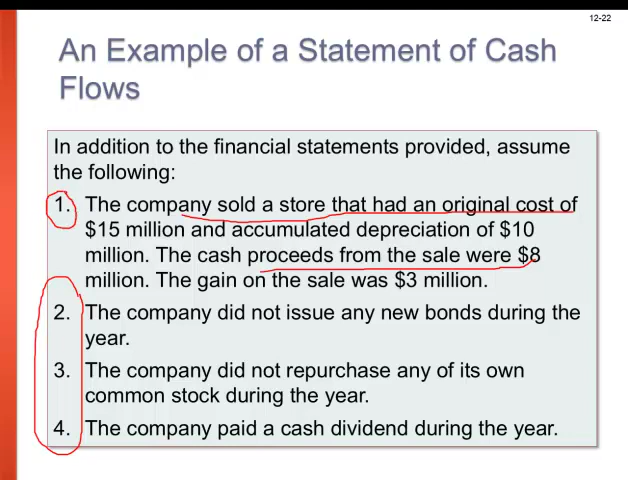 12-22
An Example of a Statement of Cash
Flows
In addition to the financial statements provided, assume
the following:
1. The company sold a store that had an original cost of
$15 million and accumulated depreciation of $10
million. The cash proceeds from the sale were $8
million. The gain on the sale was $3 million.
2. The company did not issue any new bonds during the
year.
3. The company did not repurchase any of its own
common stock during the year.
4. The company paid a cash dividend during the year.